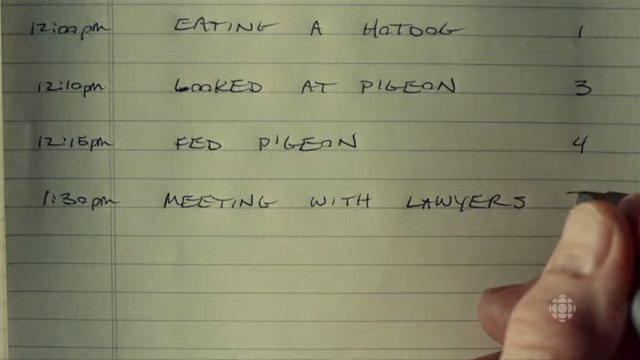 12:00pm EATING A HOTDOG 1
12:10pm LOOKED AT PIGEON 3
12:15pm FED PIGEON 4
1:30pm MEETING WITH LAWYERS